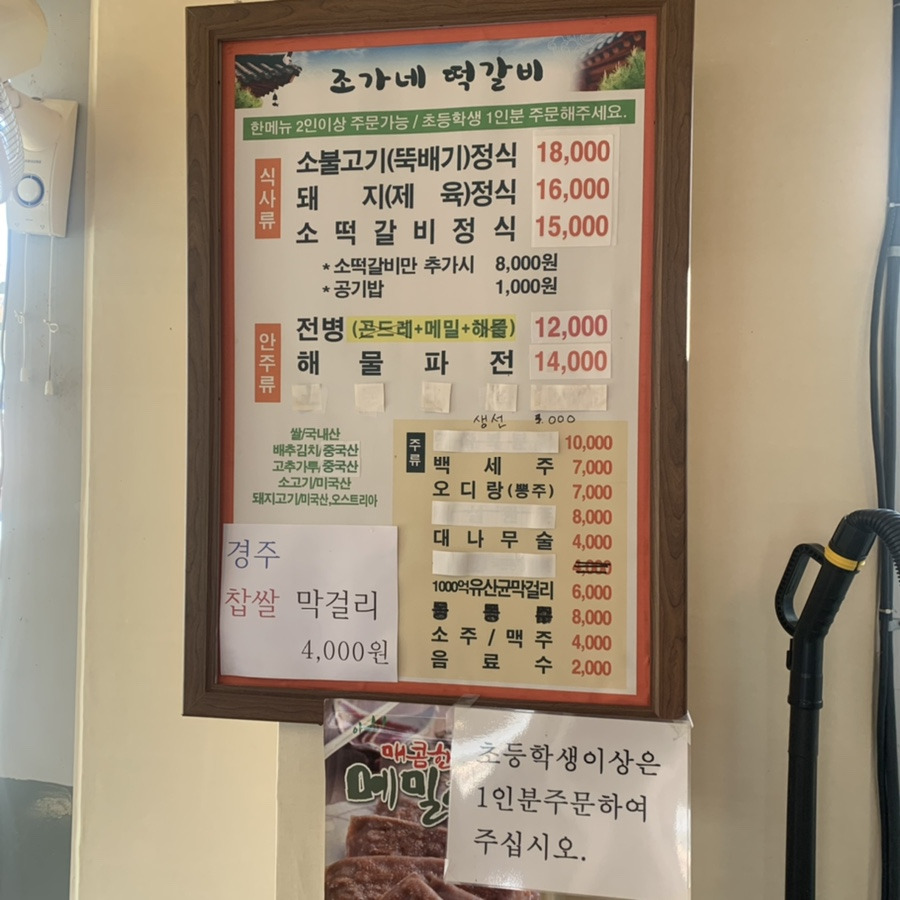 조가네 떡갈비
한메뉴 2인이상 주문가능 / 초등학생 1인분 주문해주세요.
식사류
소불고기(뚝배기)정식 18,000
돼지(제육)정식 16,000
소떡갈비정식 15,000
* 소떡갈비만 추가시 8,000원
* 공기밥 1,000원
안주류
전병(곤드레+메밀+해물) 12,000
해물파전 14,000
생선 000
쌀/국내산
배추김치/중국산
고추가루/중국산
소고기/미국산
돼지고기/미국산,오스트리아
주류
10,000
백세주 7,000
오디랑(뽕주) 7,000
8,000
대나무술 4,000
1000억유산균막걸리 6,000
8,000
소주/맥주 4,000
음료수 2,000
경주
찹쌀 막걸리
4,000원
매콤한
메밀
초등학생이상은
1인분주문하여
주십시오.